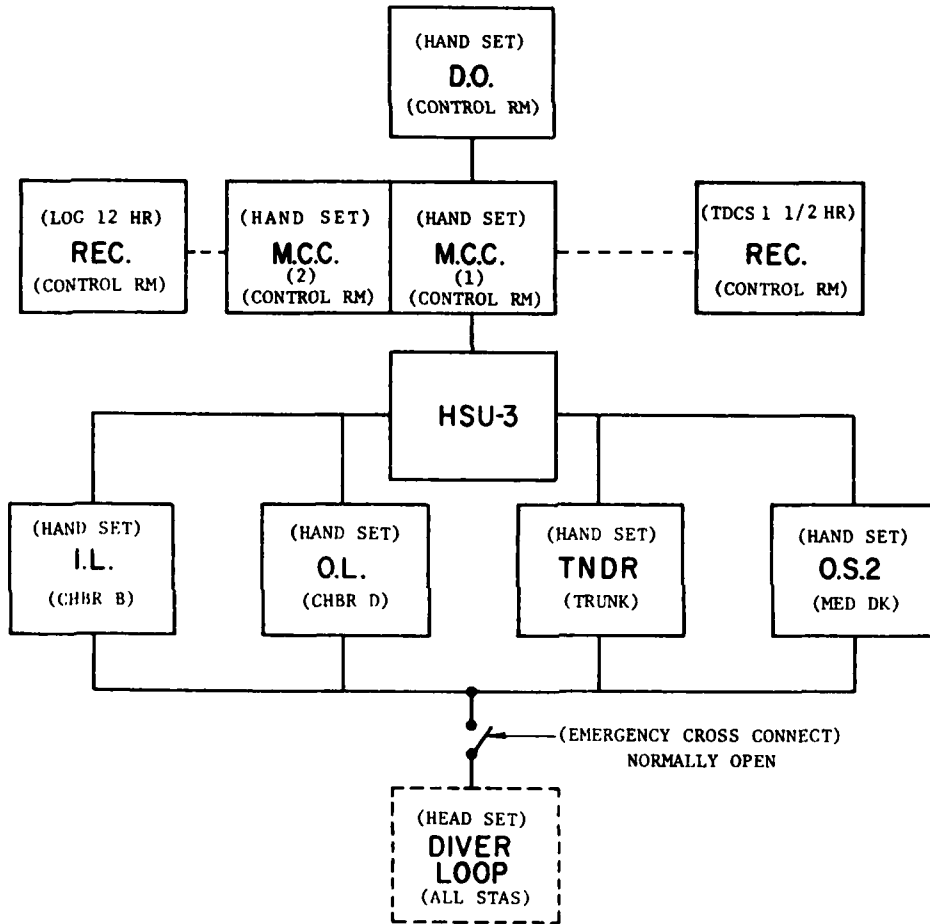 (HAND SET)
D.O.
(CONTROL RM)
(LOG 12 HR)
REC.
(CONTROL RM)
(HAND SET)
M.C.C.
(2)
(CONTROL RM)
(HAND SET)
M.C.C.
(1)
(CONTROL RM)
(TDCS 1 1/2 HR)
REC.
(CONTROL RM)
HSU-3
(HAND SET)
I.L.
(CHBR B)
(HAND SET)
O.L.
(CHBR D)
(HAND SET)
TNDR
(TRUNK)
(HAND SET)
O.S.2
(MED DK)
(EMERGENCY CROSS CONNECT)
NORMALLY OPEN
(HEAD SET)
DIVER
LOOP
(ALL STAS)